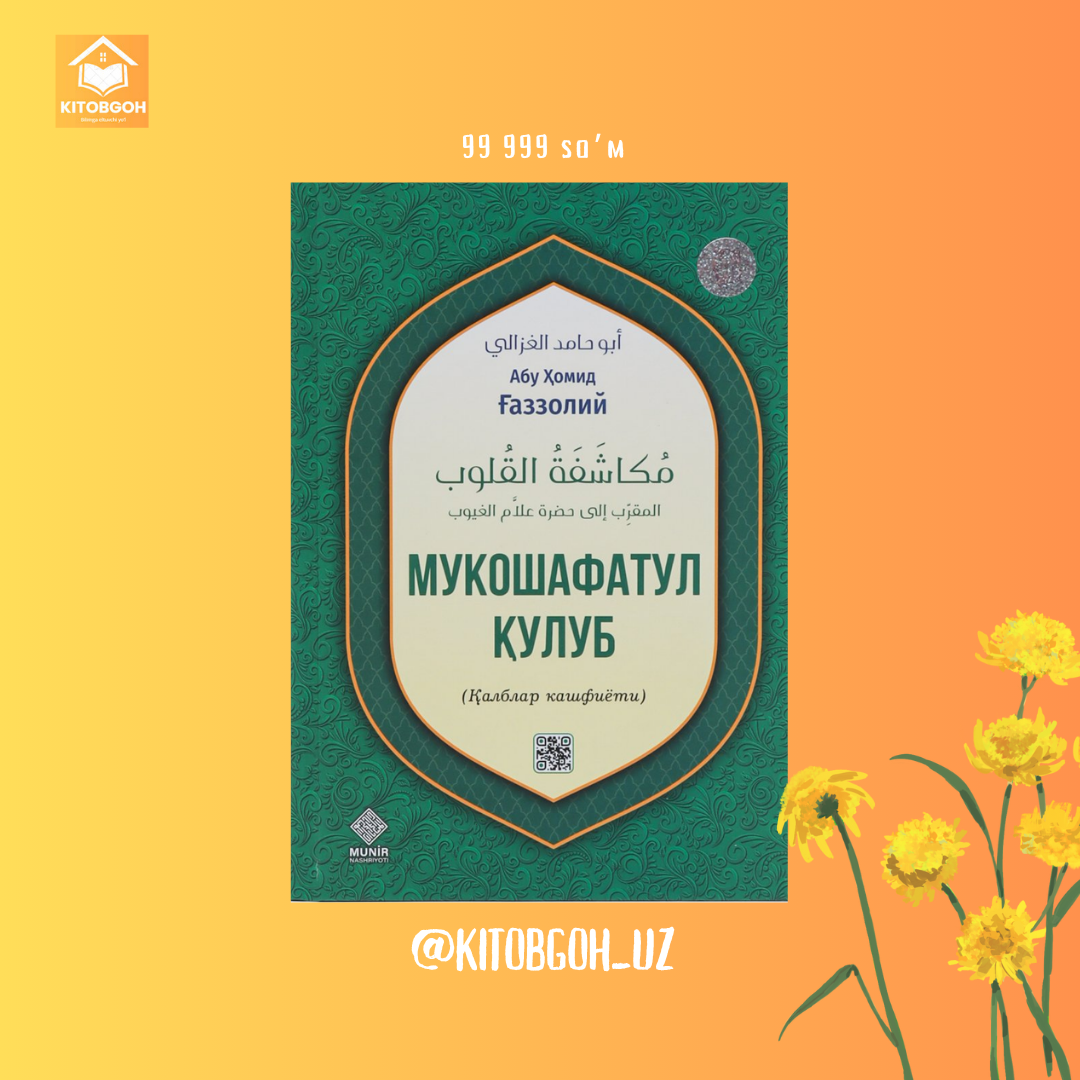 KITOBGOH
99 999 so'м
أبو حامد الغزالي
Абу Ҳомид
Ғаззолий
مُكاشَفَةُ القُلوب
المقرِّب إلى حضرة علاَّم الغيوب
МУКОШАФАТУЛ
ҚУЛУБ
(Қалблар кашфиёти)
MUNİR
NASHRIYOTI
@KITOBGOH_UZ